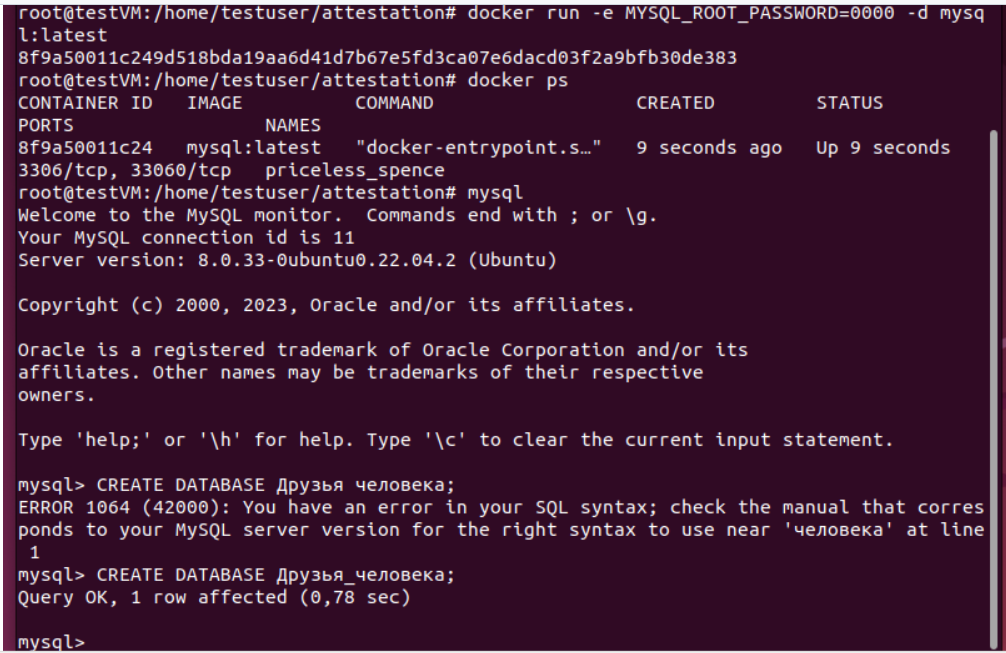 root@testVM:/home/testuser/attestation# docker run -e MYSQL_ROOT_PASSWORD=0000 -d mysq
l:latest
8f9a50011c249d518bda19aa6d41d7b67e5fd3ca07e6dacd03f2a9bfb30de383
root@testVM:/home/testuser/attestation# docker ps
CONTAINER ID   IMAGE          COMMAND                  CREATED         STATUS
PORTS                 NAMES
8f9a50011c24   mysql:latest   "docker-entrypoint.s…"   9 seconds ago   Up 9 seconds
3306/tcp, 33060/tcp   priceless_spence
root@testVM:/home/testuser/attestation# mysql
Welcome to the MySQL monitor.  Commands end with ; or \g.
Your MySQL connection id is 11
Server version: 8.0.33-0ubuntu0.22.04.2 (Ubuntu)

Copyright (c) 2000, 2023, Oracle and/or its affiliates.

Oracle is a registered trademark of Oracle Corporation and/or its
affiliates. Other names may be trademarks of their respective
owners.

Type 'help;' or '\h' for help. Type '\c' to clear the current input statement.

mysql> CREATE DATABASE Друзья человека;
ERROR 1064 (42000): You have an error in your SQL syntax; check the manual that corres
ponds to your MySQL server version for the right syntax to use near 'человека' at line
 1
mysql> CREATE DATABASE Друзья_человека;
Query OK, 1 row affected (0,78 sec)

mysql>